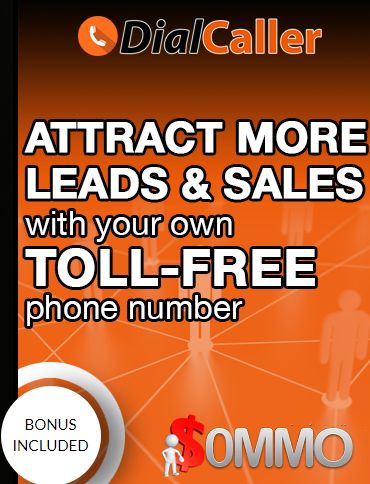 DialCaller
ATTRACT MORE
LEADS & SALES
with your own
TOLL-FREE
phone number
BONUS
INCLUDED
$0MMO